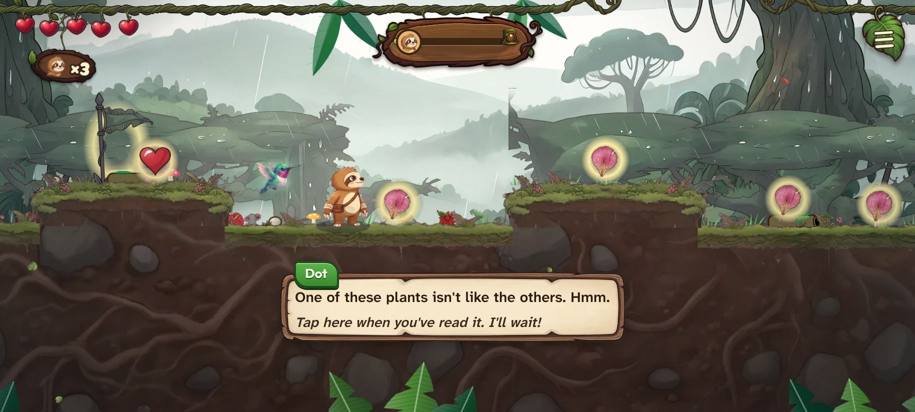 x3
Dot
One of these plants isn't like the others. Hmm.
Tap here when you've read it. I'll wait!